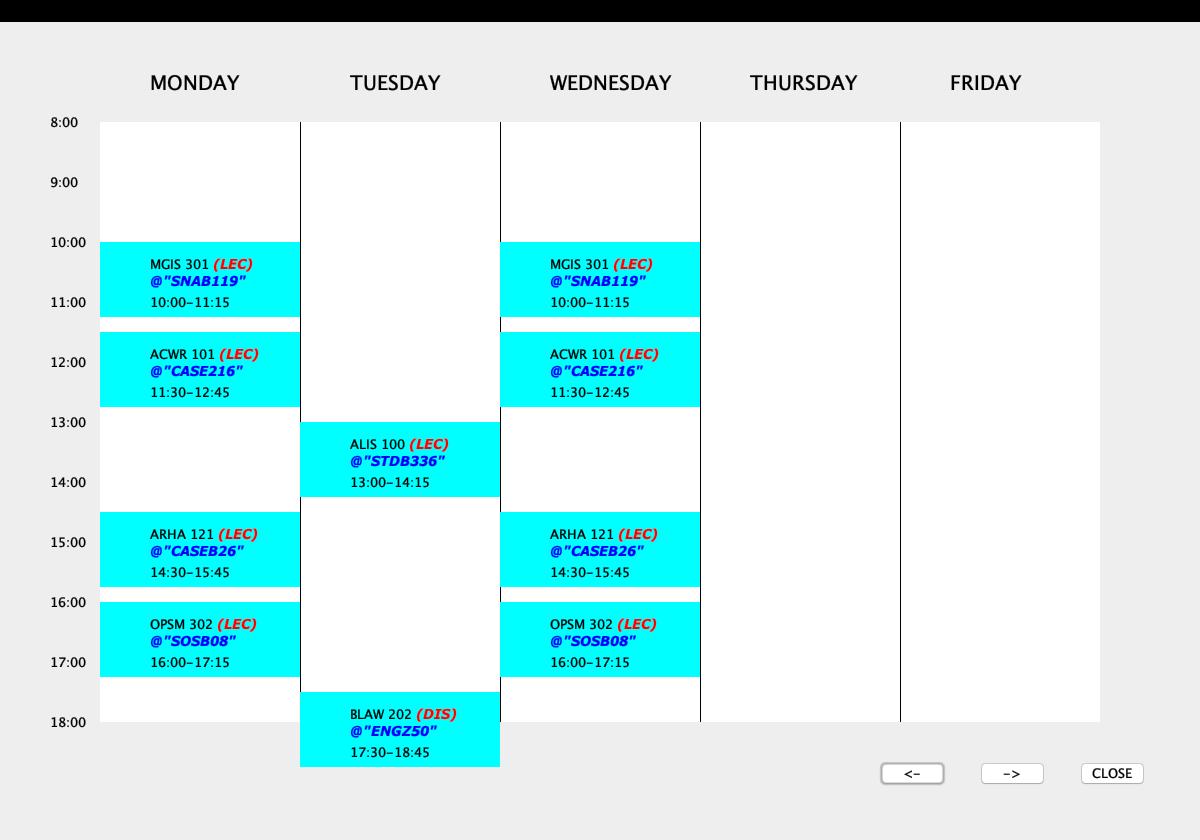 MONDAY TUESDAY WEDNESDAY THURSDAY FRIDAY
8:00
9:00
10:00
11:00
12:00
13:00
14:00
15:00
16:00
17:00
18:00
MGIS 301 (LEC)
@"SNAB119"
10:00-11:15
ACWR 101 (LEC)
@"CASE216"
11:30-12:45
ARHA 121 (LEC)
@"CASEB26"
14:30-15:45
OPSM 302 (LEC)
@"SOSB08"
16:00-17:15
ALIS 100 (LEC)
@"STDB336"
13:00-14:15
BLAW 202 (DIS)
@"ENGZ50"
17:30-18:45
MGIS 301 (LEC)
@"SNAB119"
10:00-11:15
ACWR 101 (LEC)
@"CASE216"
11:30-12:45
ARHA 121 (LEC)
@"CASEB26"
14:30-15:45
OPSM 302 (LEC)
@"SOSB08"
16:00-17:15
<- -> CLOSE